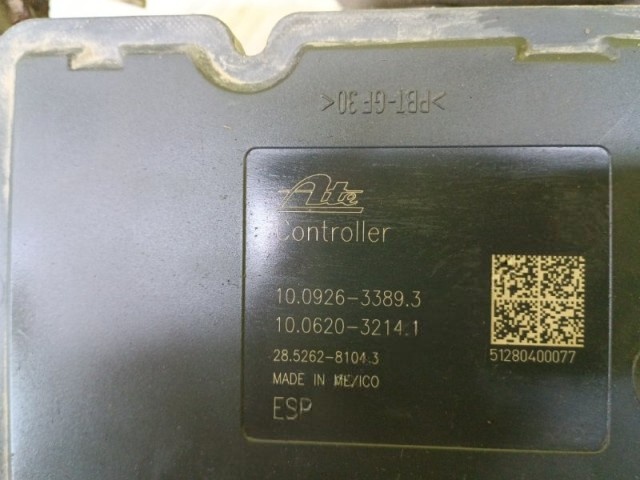 >PBT-GF30<
Ate
Controller
10.0926-3389.3
10.0620-3214.1
28.5262-8104.3
51280400077
MADE IN MEXICO
ESP